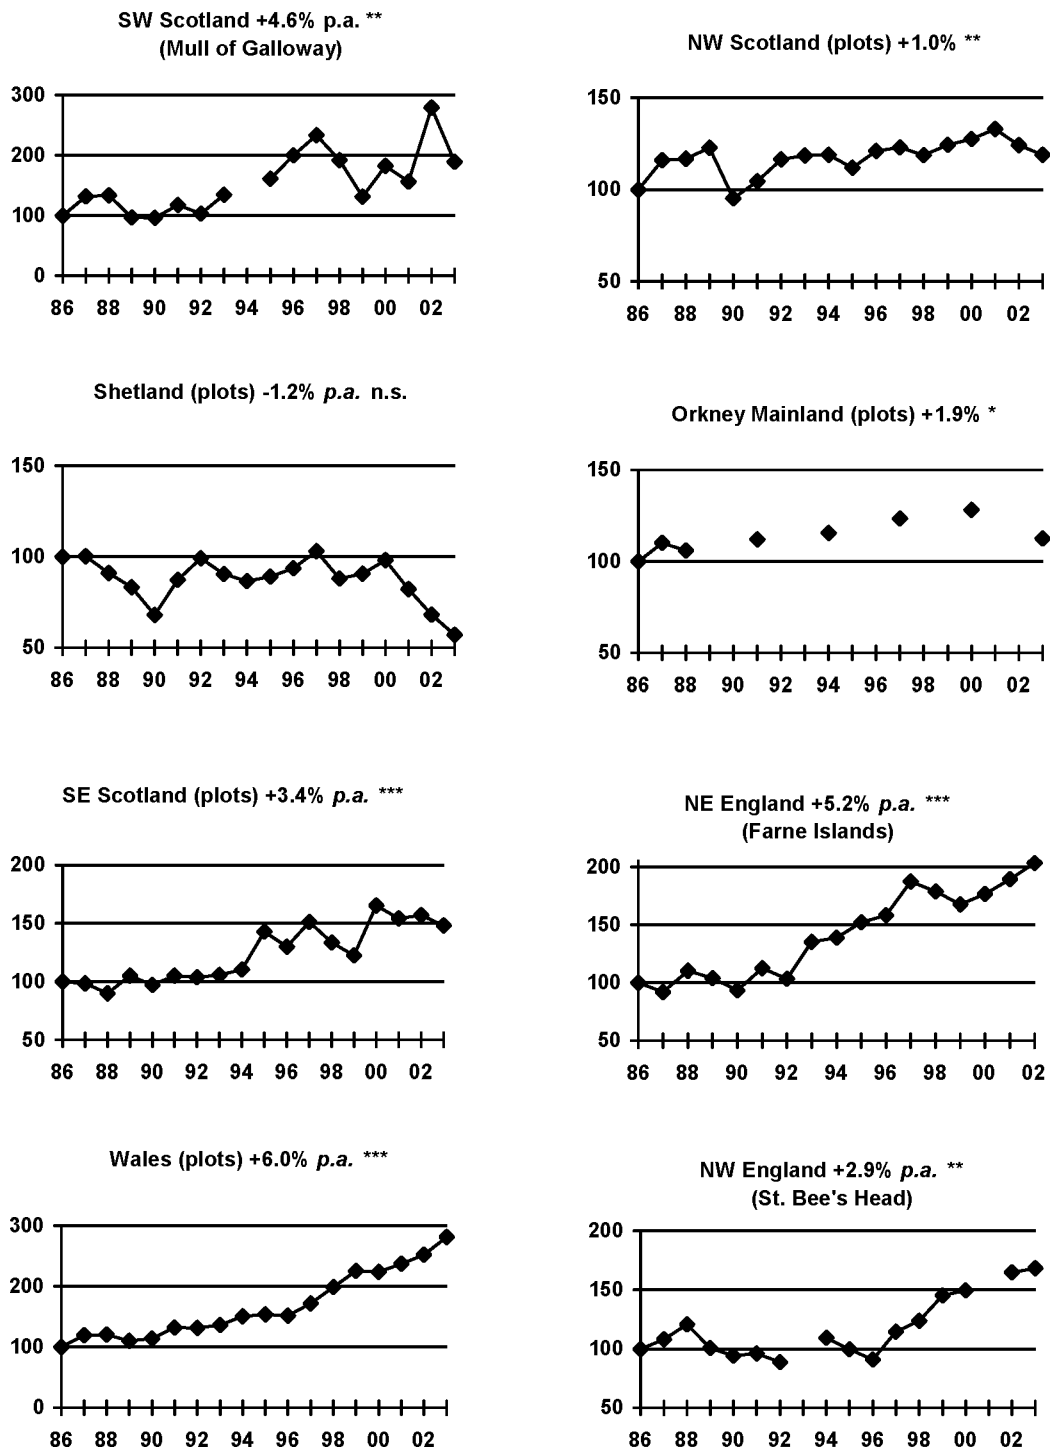 SW Scotland +4.6% p.a. **
(Mull of Galloway)
300
200
100
0
86 88 90 92 94 96 98 00 02
NW Scotland (plots) +1.0% **
150
100
50
86 88 90 92 94 96 98 00 02
Shetland (plots) -1.2% p.a. n.s.
150
100
50
86 88 90 92 94 96 98 00 02
Orkney Mainland (plots) +1.9% *
150
100
50
86 88 90 92 94 96 98 00 02
SE Scotland (plots) +3.4% p.a. ***
200
150
100
50
86 88 90 92 94 96 98 00 02
NE England +5.2% p.a. ***
(Farne Islands)
200
150
100
50
86 88 90 92 94 96 98 00 02
Wales (plots) +6.0% p.a. ***
300
200
100
0
86 88 90 92 94 96 98 00 02
NW England +2.9% p.a. **
(St. Bee's Head)
200
150
100
50
86 88 90 92 94 96 98 00 02